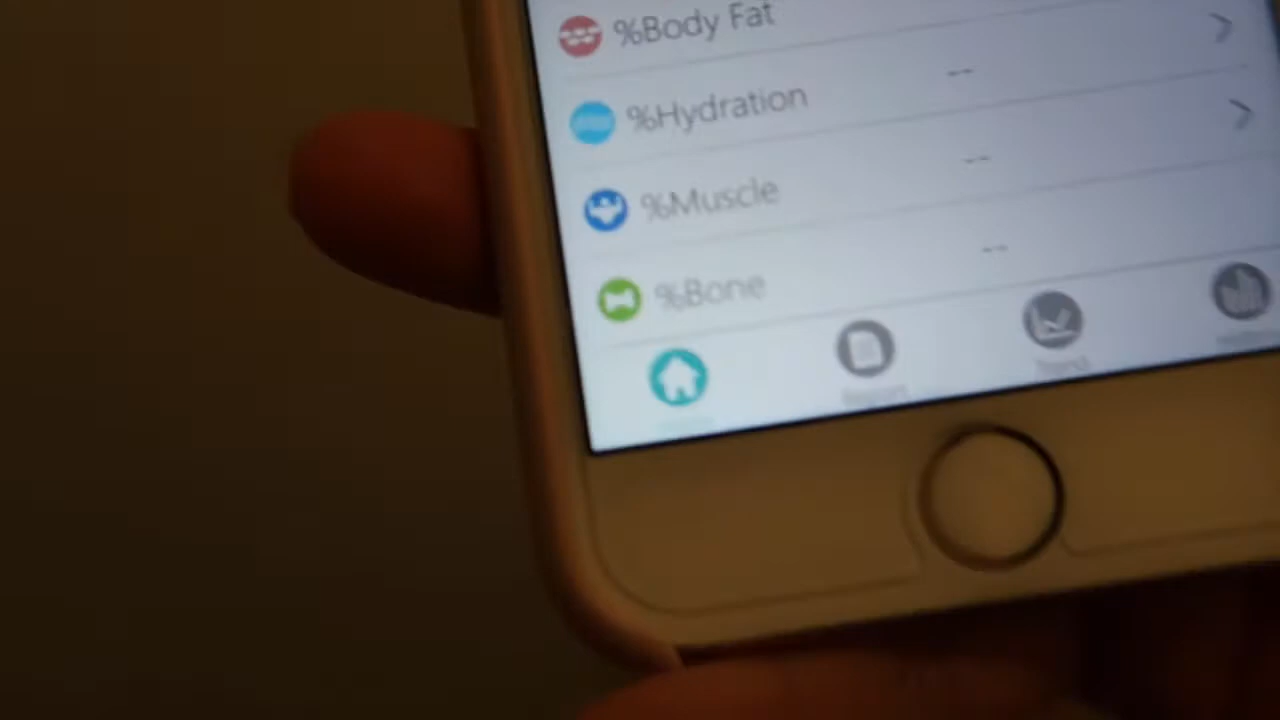 %Body Fat
--
%Hydration
--
%Muscle
--
%Bone